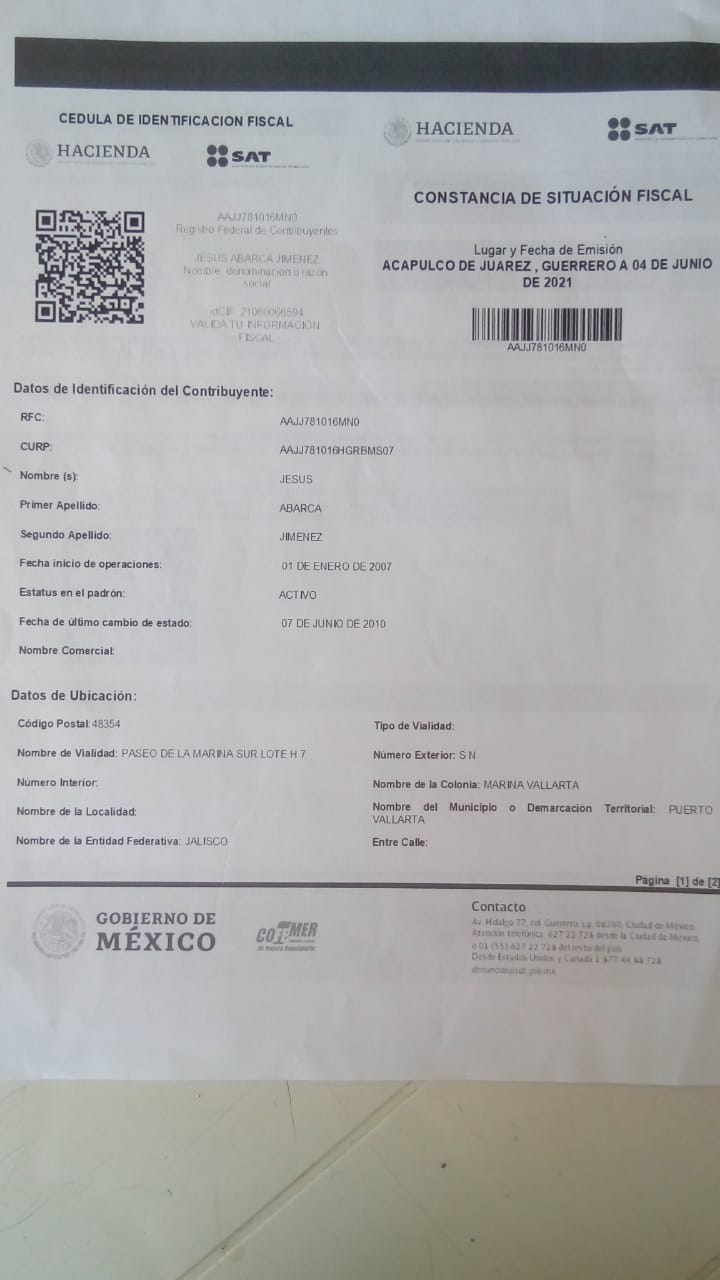 CEDULA DE IDENTIFICACION FISCAL
HACIENDA
SAT
AAJJ781016MN0
Registro Federal de Contribuyentes
JESUS ABARCA JIMENEZ
Nombre, denominación o razón
social
idCIF: 21060066594
VALIDA TU INFORMACIÓN
FISCAL
HACIENDA
SAT
CONSTANCIA DE SITUACIÓN FISCAL
Lugar y Fecha de Emisión
ACAPULCO DE JUAREZ , GUERRERO A 04 DE JUNIO
DE 2021
AAJJ781016MN0
Datos de Identificación del Contribuyente:
RFC: AAJJ781016MN0
CURP: AAJJ781016HGRBMS07
Nombre (s): JESUS
Primer Apellido: ABARCA
Segundo Apellido: JIMENEZ
Fecha inicio de operaciones: 01 DE ENERO DE 2007
Estatus en el padrón: ACTIVO
Fecha de último cambio de estado: 07 DE JUNIO DE 2010
Nombre Comercial:
Datos de Ubicación:
Código Postal: 48354 Tipo de Vialidad:
Nombre de Vialidad: PASEO DE LA MARINA SUR LOTE H 7 Número Exterior: S N
Número Interior: Nombre de la Colonia: MARINA VALLARTA
Nombre de la Localidad: Nombre del Municipio o Demarcación Territorial: PUERTO
VALLARTA
Nombre de la Entidad Federativa: JALISCO Entre Calle:
Página [1] de [2]
GOBIERNO DE
MÉXICO
Contacto
Av. Hidalgo 77, col. Guerrero, c.p. 06300, Ciudad de México.
Atención telefónica: 627 22 728 desde la Ciudad de México,
o 01 (55) 627 22 728 del resto del país.
Desde Estados Unidos y Canadá 1 877 44 88 728.
denuncias@sat.gob.mx